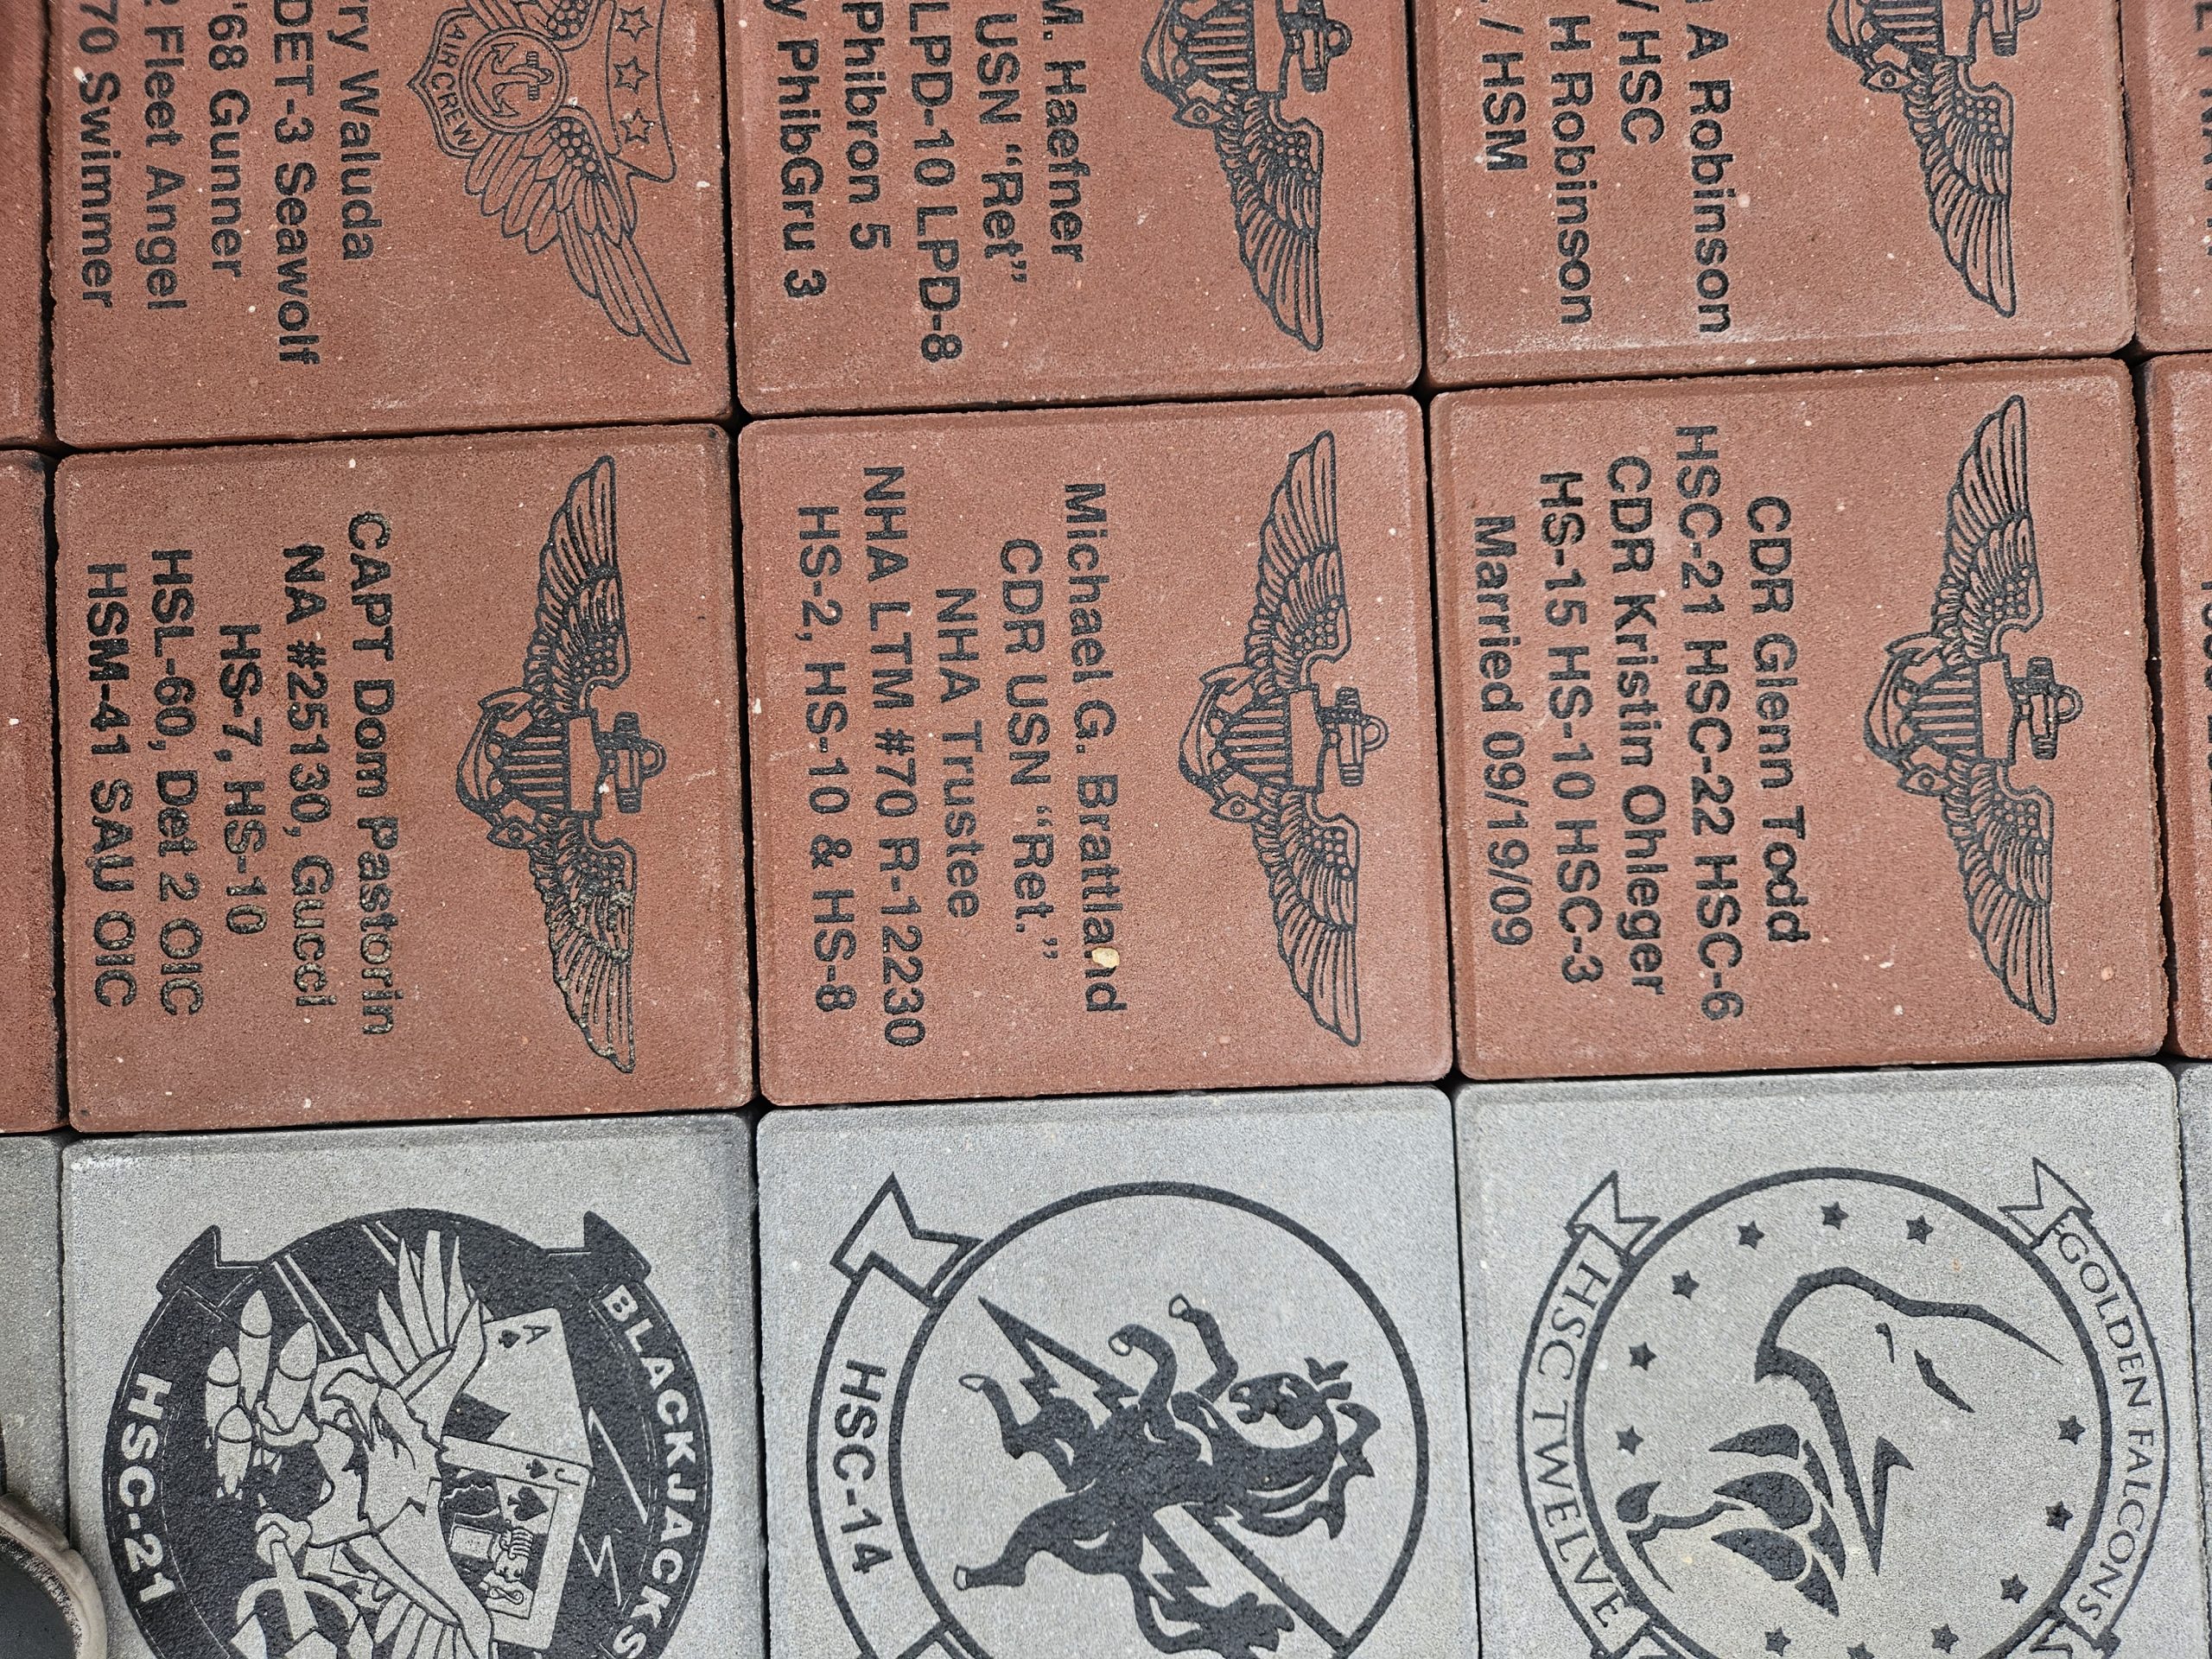 AIRCREW
ry Waluda
DET-3 Seawolf
'68 Gunner
Fleet Angel
70 Swimmer
M. Haefner
USN "Ret"
LPD-10 LPD-8
Phibron 5
PhibGru 3
A Robinson
/ HSC
H Robinson
/ HSM
CAPT Dom Pastorin
NA #25130, Gucci
HS-7, HS-10
HSL-60, Det 2 OIC
HSM-41 SAU OIC
Michael G. Brattland
CDR USN "Ret."
NHA Trustee
NHA LTM #70 R-12230
HS-2, HS-10 & HS-8
CDR Glenn Todd
HSC-21 HSC-22 HSC-6
CDR Kristin Ohleger
HS-15 HS-10 HSC-3
Married 09/19/09
BLACKJACKS
A
J
HSC-21
HSC-14
GOLDEN FALCONS
HSC TWELVE